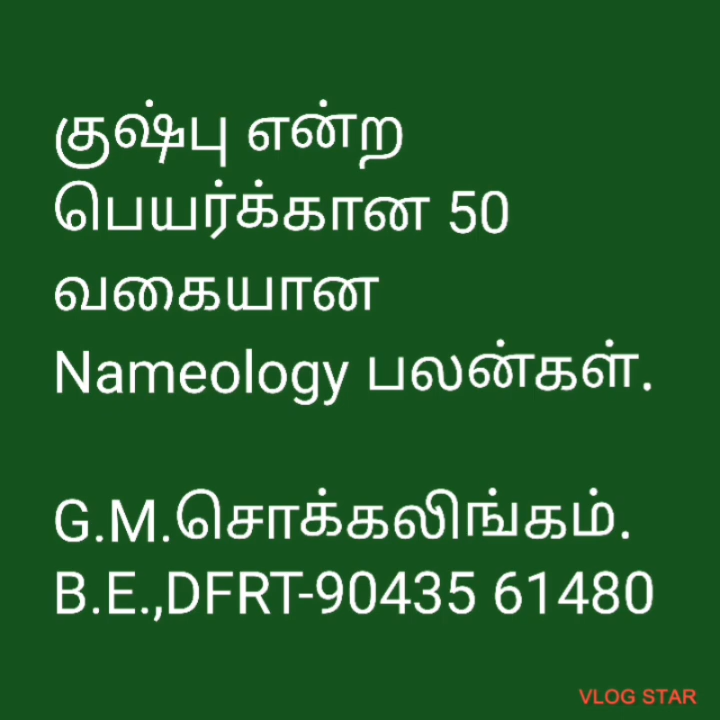 குஷ்பு என்ற
பெயர்க்கான 50
வகையான
Nameology பலன்கள்.
G.M.சொக்கலிங்கம்.
B.E.,DFRT-90435 61480
VLOG STAR